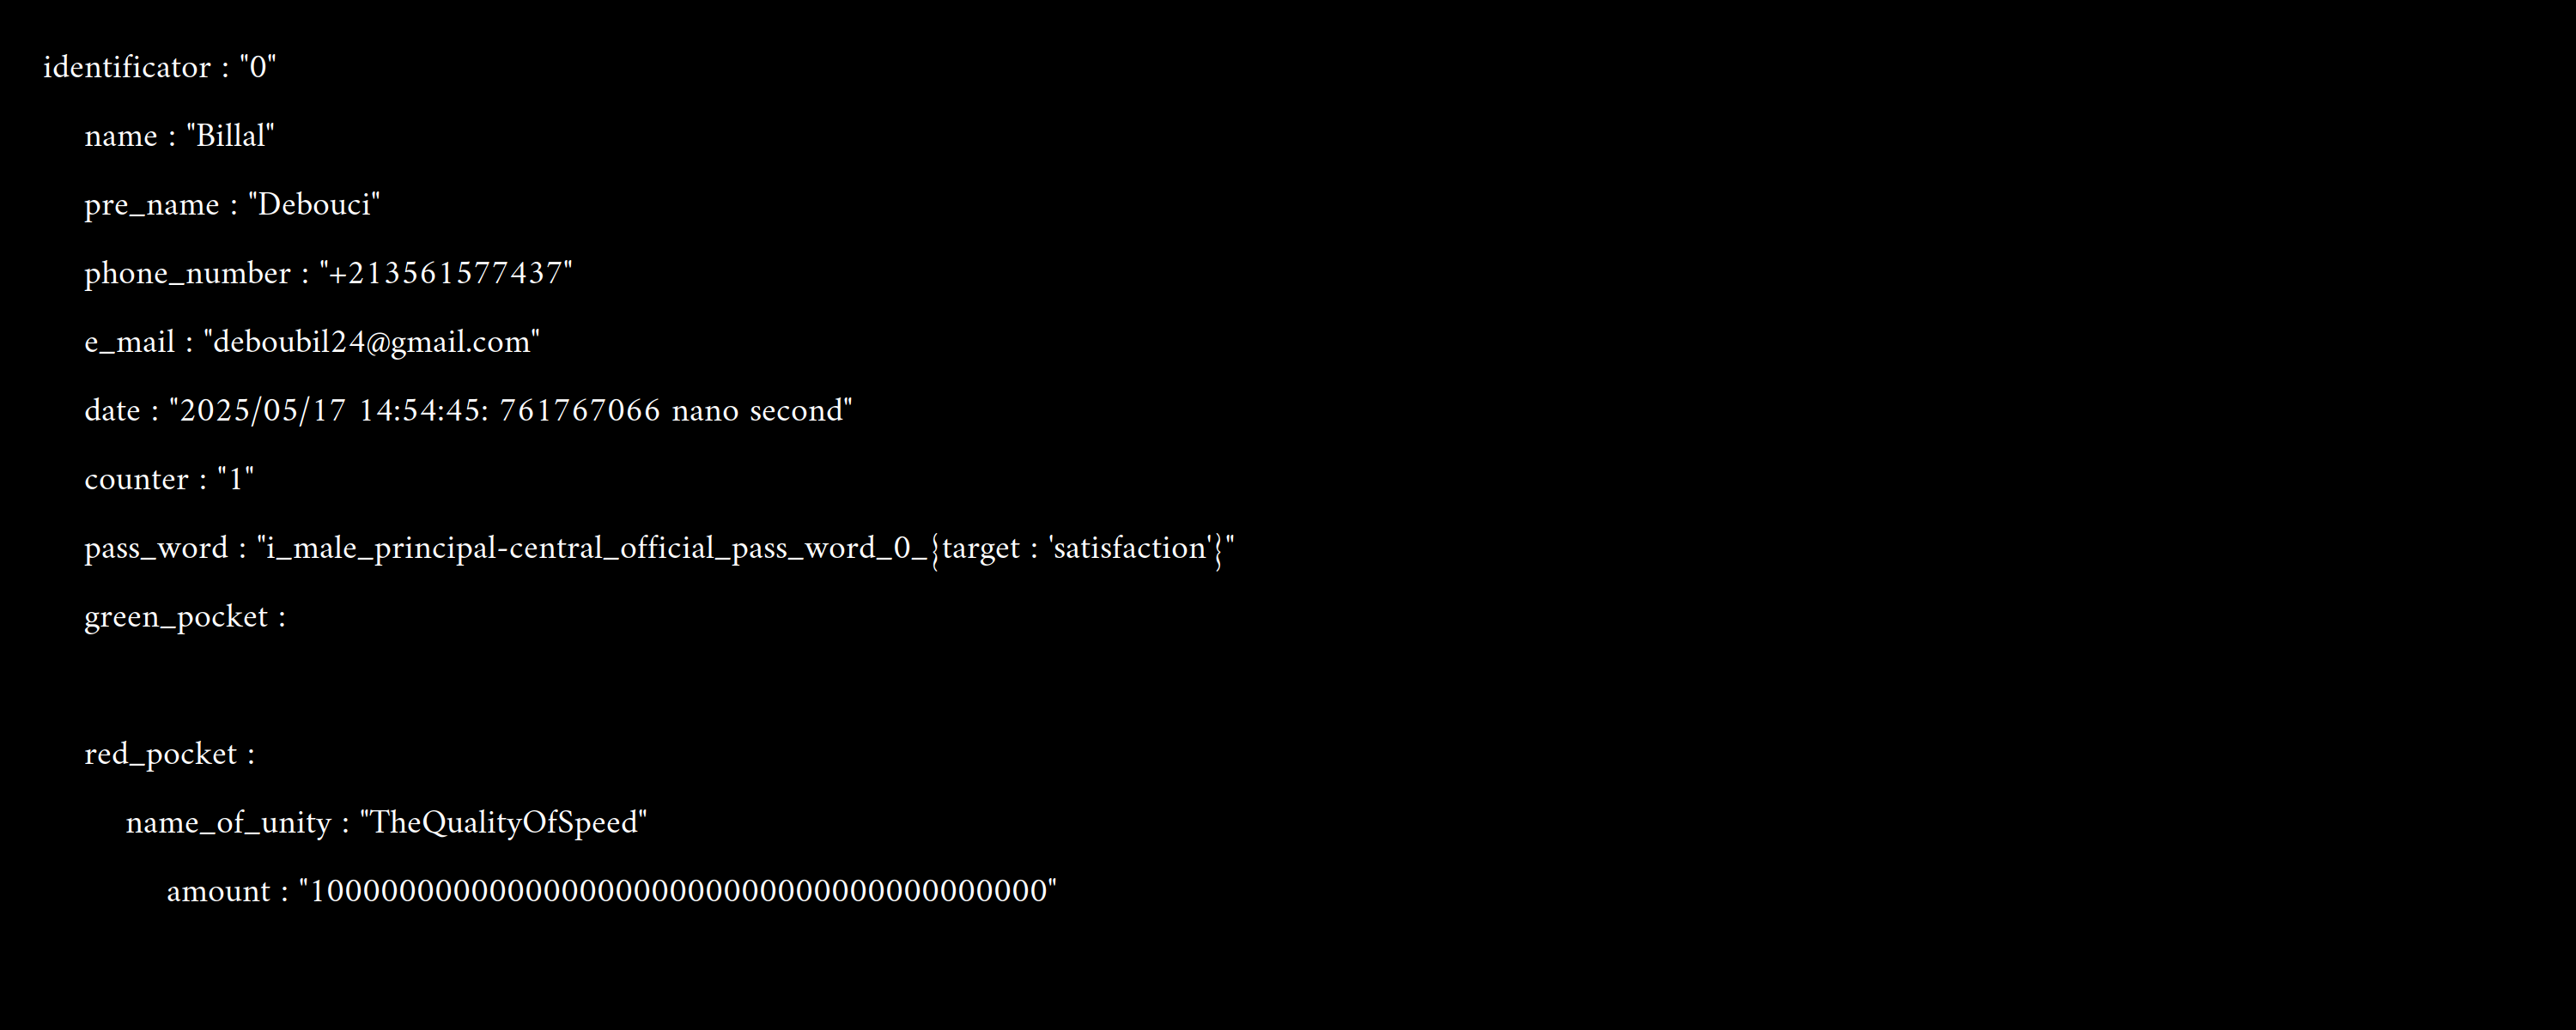 identificator : "0"
name : "Billal"
pre_name : "Debouci"
phone_number : "+213561577437"
e_mail : "deboubil24@gmail.com"
date : "2025/05/17 14:54:45: 761767066 nano second"
counter : "1"
pass_word : "i_male_principal-central_official_pass_word_0_{target : 'satisfaction'}"
green_pocket :
red_pocket :
name_of_unity : "TheQualityOfSpeed"
amount : "10000000000000000000000000000000000000000"